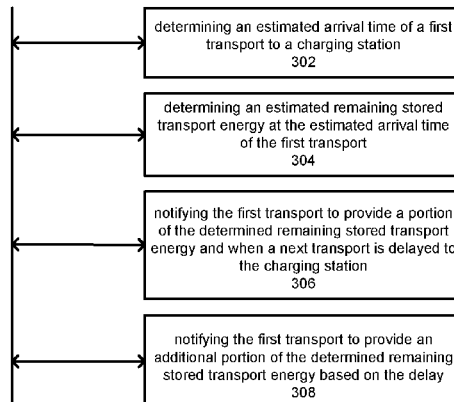 determining an estimated arrival time of a first
transport to a charging station
302
determining an estimated remaining stored
transport energy at the estimated arrival time
of the first transport
304
notifying the first transport to provide a portion
of the determined remaining stored transport
energy and when a next transport is delayed to
the charging station
306
notifying the first transport to provide an
additional portion of the determined remaining
stored transport energy based on the delay
308